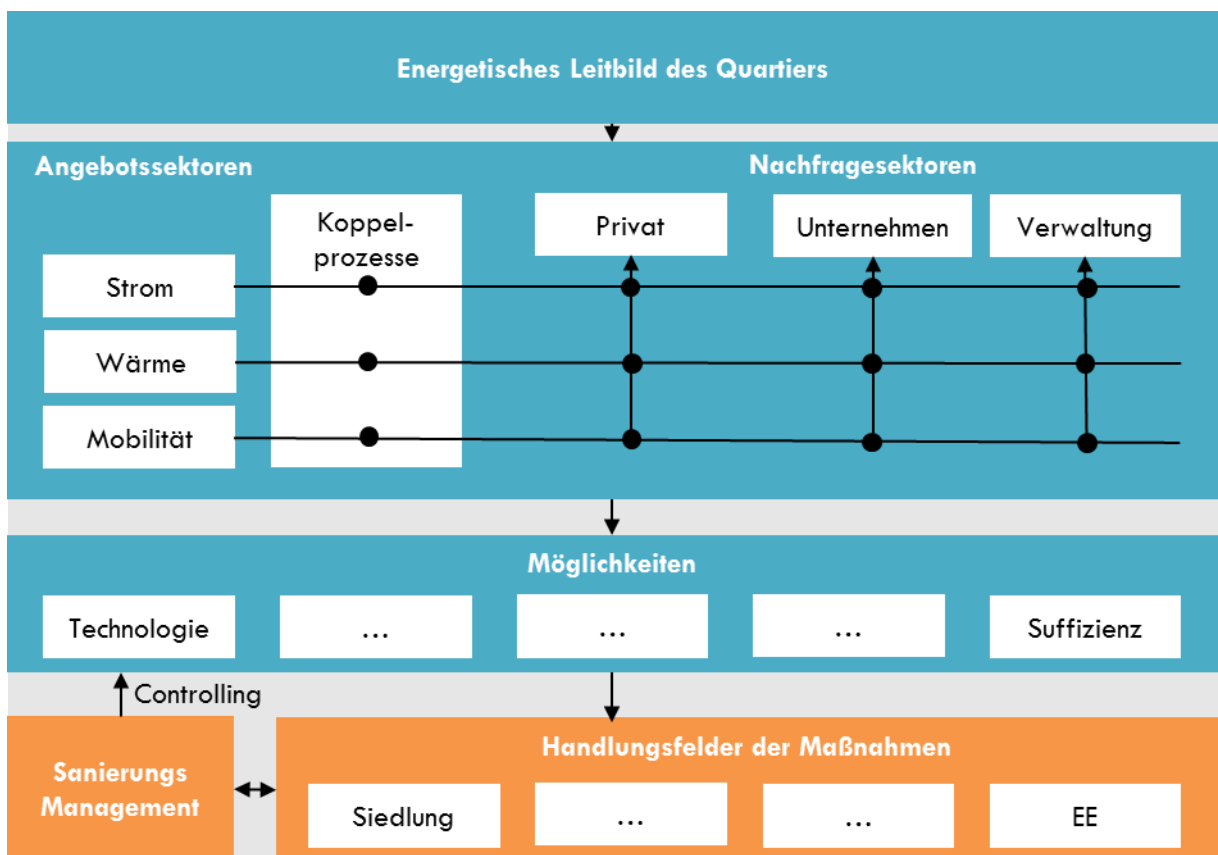 Energetisches Leitbild des Quartiers
Angebotssektoren
Nachfragesektoren
Koppel-
prozesse
Privat
Unternehmen
Verwaltung
Strom
Wärme
Mobilität
Möglichkeiten
Technologie
...
...
...
Suffizienz
Controlling
Sanierungs
Management
Handlungsfelder der Maßnahmen
Siedlung
...
...
EE